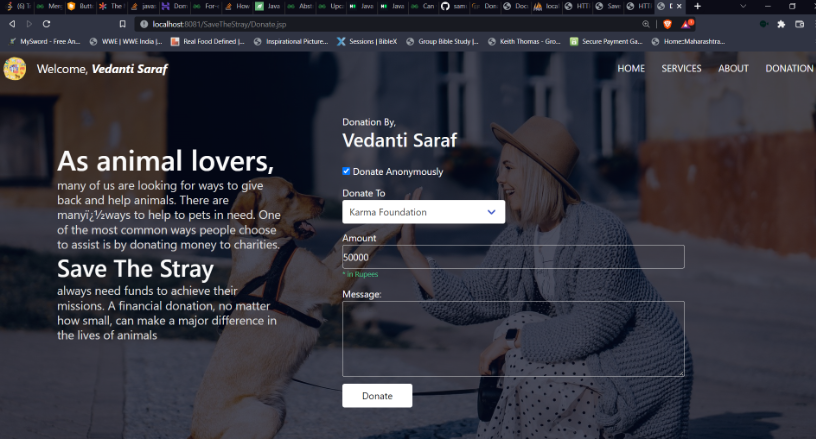 (6) T
Men
Butt
The I
java:
Dom
For-
How
Java
Abst
Upc
Java
Java
Can
sam
Dom
Doc
loca
HTTI
Save
HTTI
localhost:8081/SaveTheStray/Donate.jsp
MySword - Free An... WWE | WWE India |... Real Food Defined |... Inspirational Picture... Sessions | BibleX Group Bible Study |... Keith Thomas - Gro... Secure Payment Ga... Home::Maharashtra...
Welcome, Vedanti Saraf
HOME SERVICES ABOUT DONATION
As animal lovers,
many of us are looking for ways to give
back and help animals. There are
manyï¿½ways to help to pets in need. One
of the most common ways people choose
to assist is by donating money to charities.
Save The Stray
always need funds to achieve their
missions. A financial donation, no matter
how small, can make a major difference in
the lives of animals
Donation By,
Vedanti Saraf
Donate Anonymously
Donate To
Karma Foundation
Amount
50000
* in Rupees
Message:
Donate